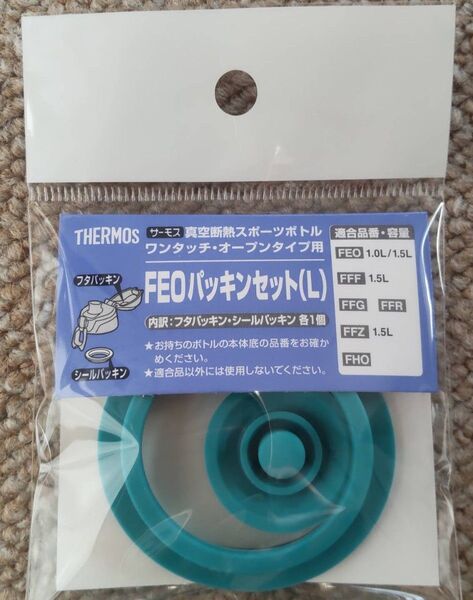 THERMOS
サーモス 真空断熱スポーツボトル
ワンタッチ・オープンタイプ用
FEOパッキンセット(L)
内訳:フタパッキン・シールパッキン 各1個
★お持ちのボトルの本体底の品番をお確か
めください。
★適合品以外には使用しないでください。
フタパッキン
シールパッキン
適合品番・容量
FEO 1.0L/1.5L
FFF 1.5L
FFG FFR
FFZ 1.5L
FHO